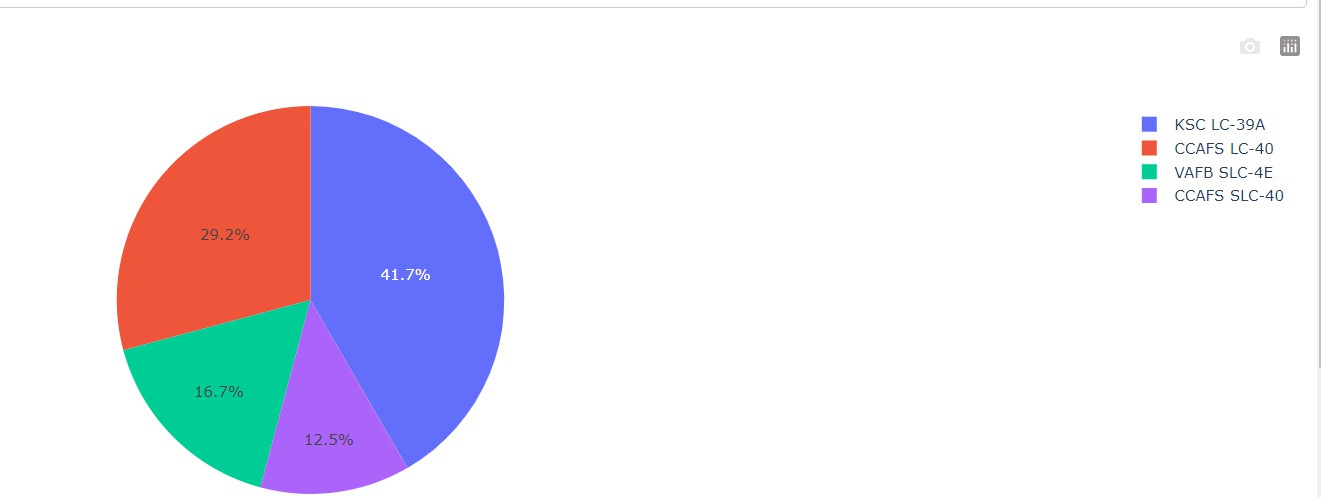 KSC LC-39A
CCAFS LC-40
VAFB SLC-4E
CCAFS SLC-40
29.2%
41.7%
16.7%
12.5%